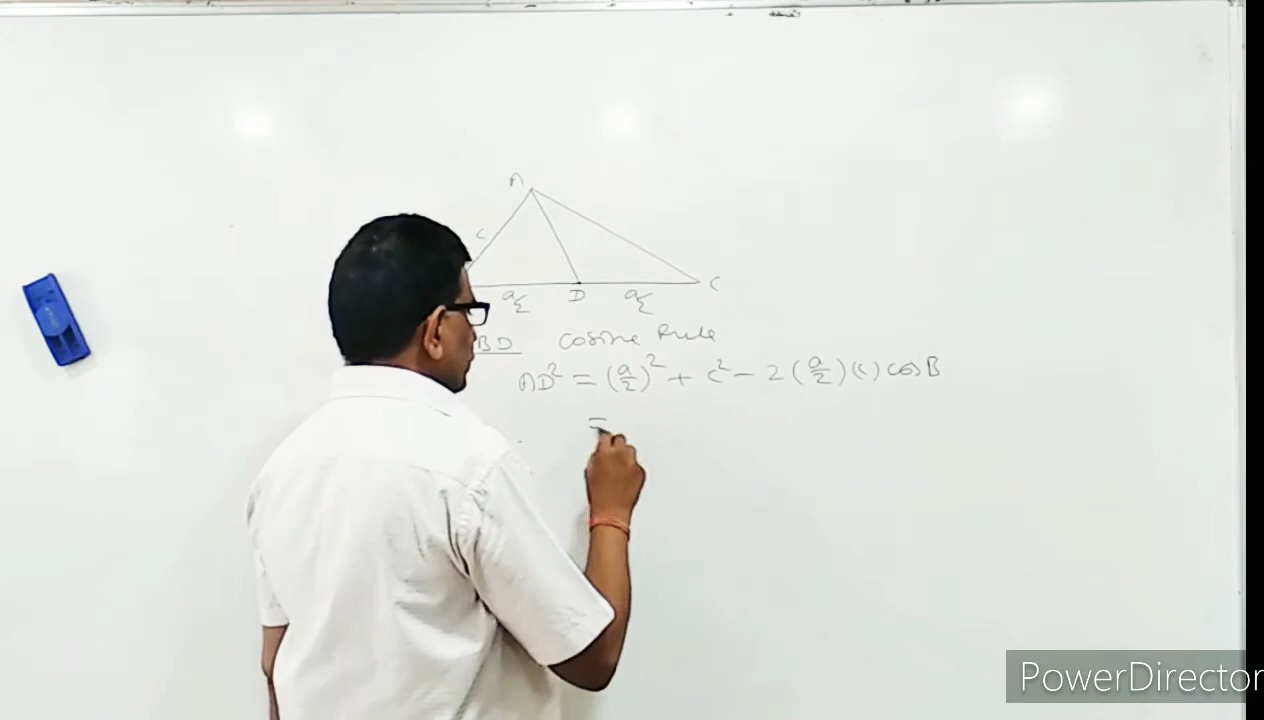 A
c
a/2 D a/2 C
BD cosine Rule
AD² = (a/2)² + c² - 2 (a/2) (c) cos B
=
PowerDirector